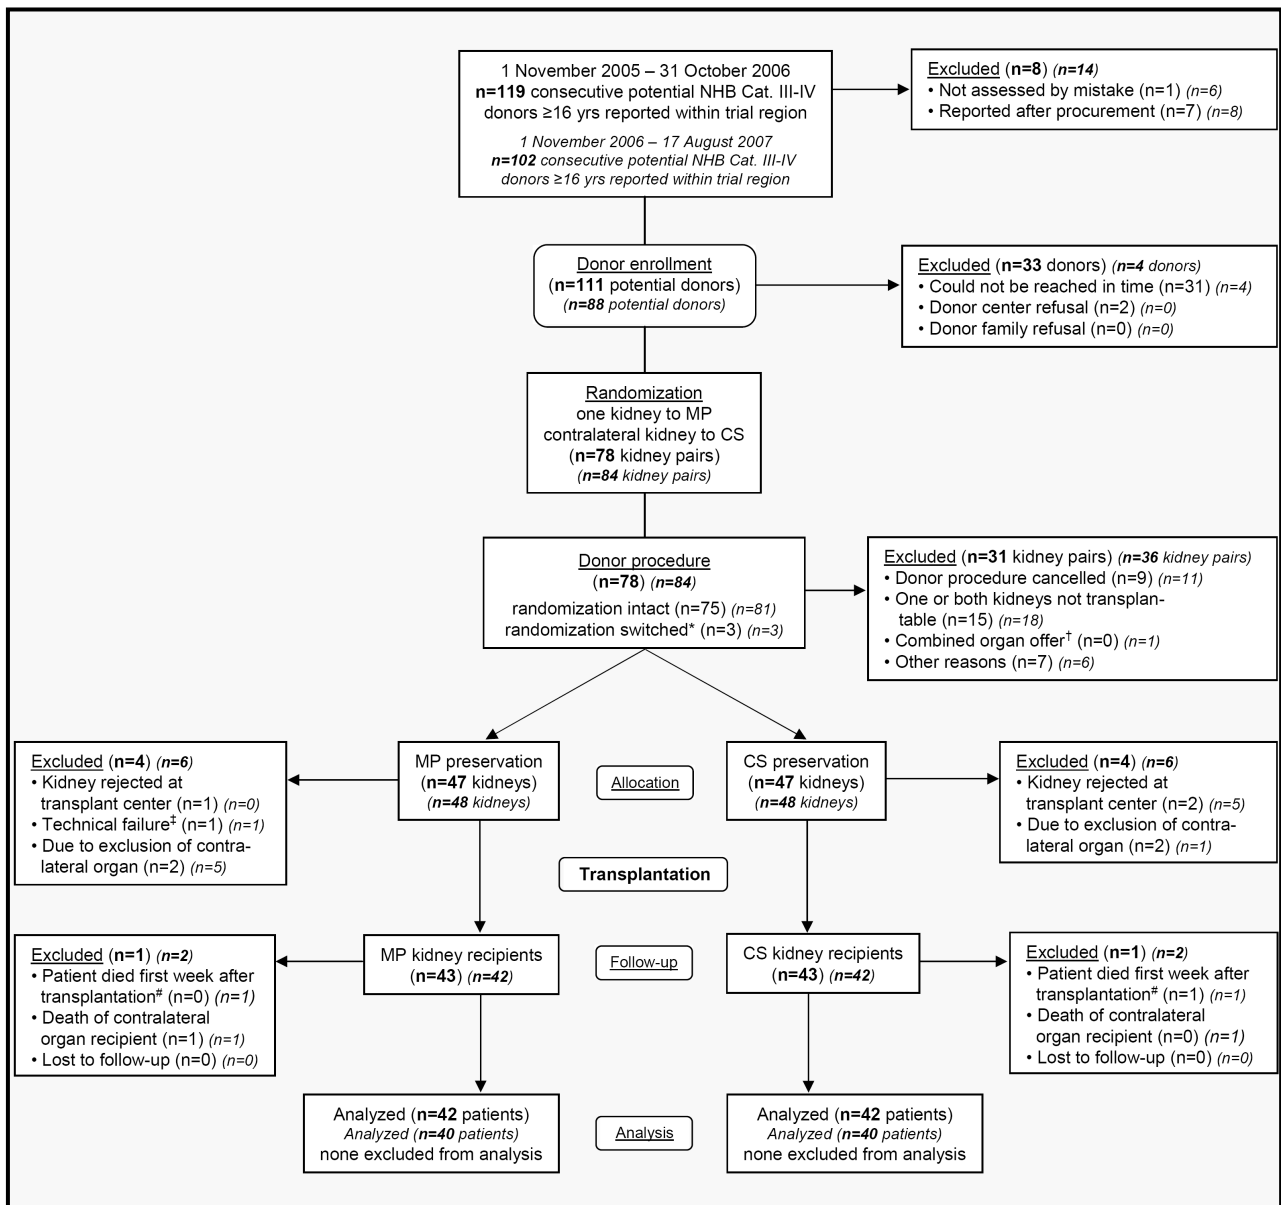 1 November 2005 – 31 October 2006
n=119 consecutive potential NHB Cat. III-IV
donors ≥16 yrs reported within trial region
1 November 2006 – 17 August 2007
n=102 consecutive potential NHB Cat. III-IV
donors ≥16 yrs reported within trial region
Excluded (n=8) (n=14)
• Not assessed by mistake (n=1) (n=6)
• Reported after procurement (n=7) (n=8)
Donor enrollment
(n=111 potential donors)
(n=88 potential donors)
Excluded (n=33 donors) (n=4 donors)
• Could not be reached in time (n=31) (n=4)
• Donor center refusal (n=2) (n=0)
• Donor family refusal (n=0) (n=0)
Randomization
one kidney to MP
contralateral kidney to CS
(n=78 kidney pairs)
(n=84 kidney pairs)
Donor procedure
(n=78) (n=84)
randomization intact (n=75) (n=81)
randomization switched* (n=3) (n=3)
Excluded (n=31 kidney pairs) (n=36 kidney pairs)
• Donor procedure cancelled (n=9) (n=11)
• One or both kidneys not transplan-
table (n=15) (n=18)
• Combined organ offer† (n=0) (n=1)
• Other reasons (n=7) (n=6)
Excluded (n=4) (n=6)
• Kidney rejected at
transplant center (n=1) (n=0)
• Technical failure‡ (n=1) (n=1)
• Due to exclusion of contra-
lateral organ (n=2) (n=5)
MP preservation
(n=47 kidneys)
(n=48 kidneys)
Allocation
CS preservation
(n=47 kidneys)
(n=48 kidneys)
Excluded (n=4) (n=6)
• Kidney rejected at
transplant center (n=2) (n=5)
• Due to exclusion of contra-
lateral organ (n=2) (n=1)
Transplantation
Excluded (n=1) (n=2)
• Patient died first week after
transplantation# (n=0) (n=1)
• Death of contralateral
organ recipient (n=1) (n=1)
• Lost to follow-up (n=0) (n=0)
MP kidney recipients
(n=43) (n=42)
Follow-up
CS kidney recipients
(n=43) (n=42)
Excluded (n=1) (n=2)
• Patient died first week after
transplantation# (n=1) (n=1)
• Death of contralateral
organ recipient (n=0) (n=1)
• Lost to follow-up (n=0) (n=0)
Analyzed (n=42 patients)
Analyzed (n=40 patients)
none excluded from analysis
Analysis
Analyzed (n=42 patients)
Analyzed (n=40 patients)
none excluded from analysis